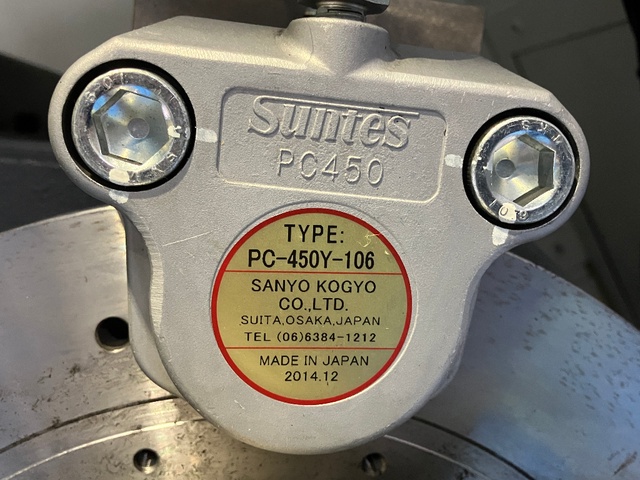 Suntes
PC450
TYPE:
PC-450Y-106
SANYO KOGYO
CO.,LTD.
SUITA,OSAKA,JAPAN
TEL (06)6384-1212
MADE IN JAPAN
2014.12